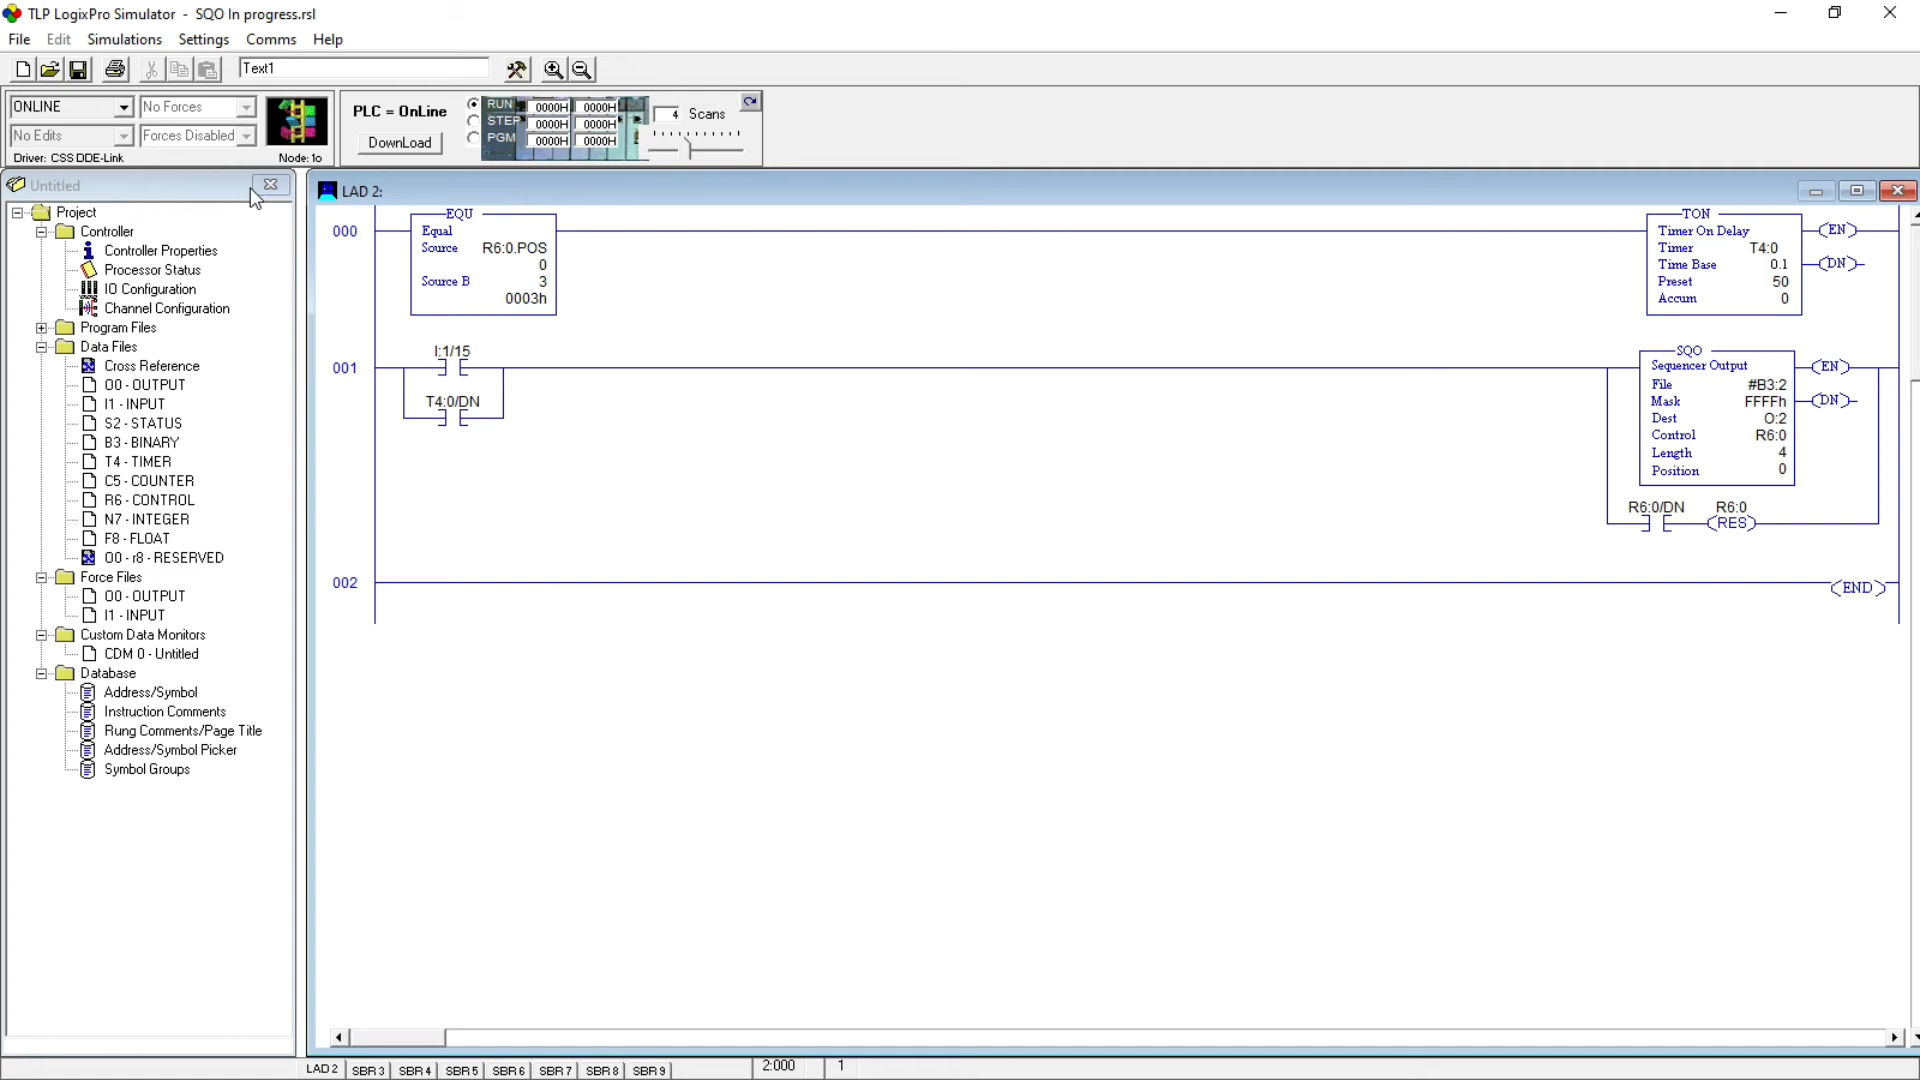 TLP LogixPro Simulator - SQO In progress.rsl
File Edit Simulations Settings Comms Help
Text1
ONLINE No Forces
No Edits Forces Disabled
Driver: CSS DDE-Link Node: 1o
PLC = OnLine
DownLoad
RUN 0000H 0000H
STEP 0000H 0000H
PGM 0000H 0000H
4 Scans
Untitled
Project
Controller
Controller Properties
Processor Status
IO Configuration
Channel Configuration
Program Files
Data Files
Cross Reference
O0 - OUTPUT
I1 - INPUT
S2 - STATUS
B3 - BINARY
T4 - TIMER
C5 - COUNTER
R6 - CONTROL
N7 - INTEGER
F8 - FLOAT
O0 - r8 - RESERVED
Force Files
O0 - OUTPUT
I1 - INPUT
Custom Data Monitors
CDM 0 - Untitled
Database
Address/Symbol
Instruction Comments
Rung Comments/Page Title
Address/Symbol Picker
Symbol Groups
LAD 2:
000
EQU
Equal
Source R6:0.POS
0
Source B 3
0003h
TON
Timer On Delay
Timer T4:0
Time Base 0.1
Preset 50
Accum 0
EN
DN
001
I:1/15
T4:0/DN
SQO
Sequencer Output
File #B3:2
Mask FFFFh
Dest O:2
Control R6:0
Length 4
Position 0
EN
DN
R6:0/DN R6:0
RES
002
END
LAD 2 SBR 3 SBR 4 SBR 5 SBR 6 SBR 7 SBR 8 SBR 9
2:000 1